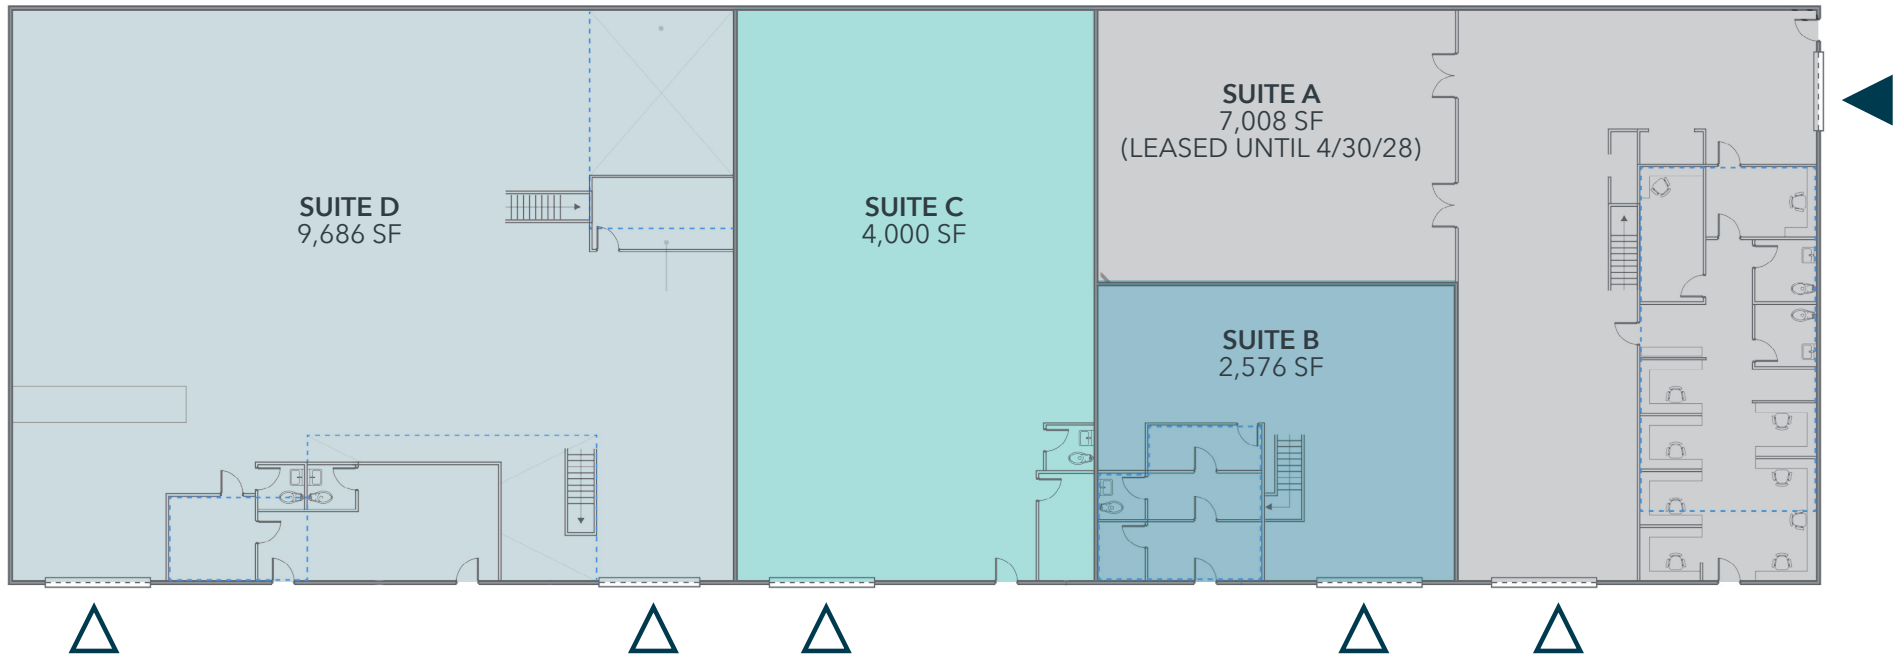 SUITE D
9,686 SF
SUITE C
4,000 SF
SUITE A
7,008 SF
(LEASED UNTIL 4/30/28)
SUITE B
2,576 SF